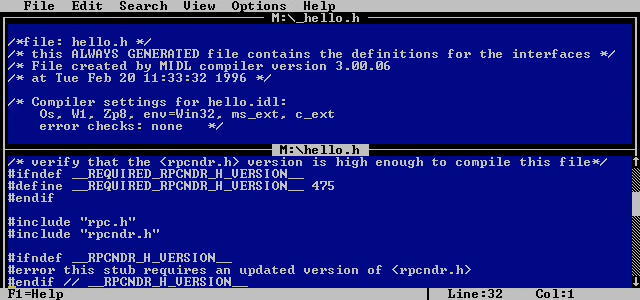 File Edit Search View Options Help
M:\_hello.h
/*file: hello.h */
/* this ALWAYS GENERATED file contains the definitions for the interfaces */
/* File created by MIDL compiler version 3.00.06
/* at Tue Feb 20 11:33:32 1996 */
/* Compiler settings for hello.idl:
Os, W1, Zp8, env=Win32, ms_ext, c_ext
error checks: none */
M:\hello.h
/* verify that the <rpcndr.h> version is high enough to compile this file*/
#ifndef __REQUIRED_RPCNDR_H_VERSION__
#define __REQUIRED_RPCNDR_H_VERSION__ 475
#endif
#include "rpc.h"
#include "rpcndr.h"
#ifndef __RPCNDR_H_VERSION__
#error this stub requires an updated version of <rpcndr.h>
#endif // __RPCNDR_H_VERSION__
F1=Help Line:32 Col:1